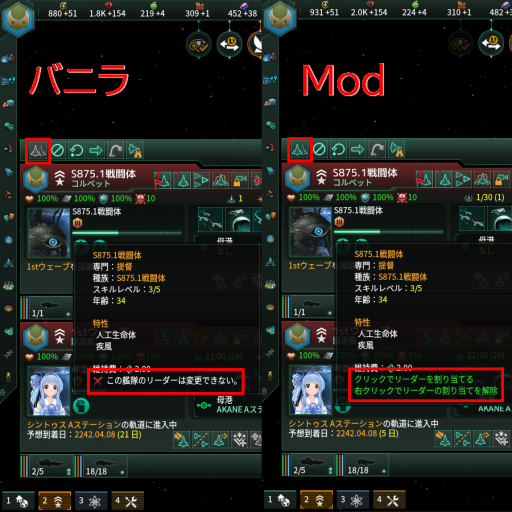 880 +51
2.0K +154
219 +4
309 +1
452 +38
バニラ
S875.1戦闘体
コルベット
100%
100%
100%
10
1
S875.1戦闘体
母港
なし
1stウェーブを追
S875.1戦闘体
専門：提督
種族：S875.1戦闘体
スキルレベル：3/5
年齢：34
特性
人工生命体
疾風
1/1
100%
維持費：2.00
この艦隊のリーダーは変更できない。
母港
AKANE Aステ
シントゥス Aステーションの軌道に進入中
予想到着日：2242.04.08 (21 日)
2/5
18/18
1
2
3
4
931 +51
2.0K +154
224 +4
310 +1
482 +3
Mod
S875.1戦闘体
コルベット
100%
100%
100%
10
1/30 (1)
S875.1戦闘体
母港
なし
1stウェーブを追
S875.1戦闘体
専門：提督
種族：S875.1戦闘体
スキルレベル：3/5
年齢：34
特性
人工生命体
疾風
1/1
100%
22/30 (28)
維持費：2.00
クリックでリーダーを割り当てる
右クリックでリーダーの割り当てを解除
AKANE Aステ
シントゥス Aステーションの軌道に進入中
予想到着日：2242.04.08 (5 日)
2/5
18/18
1
2
3
4